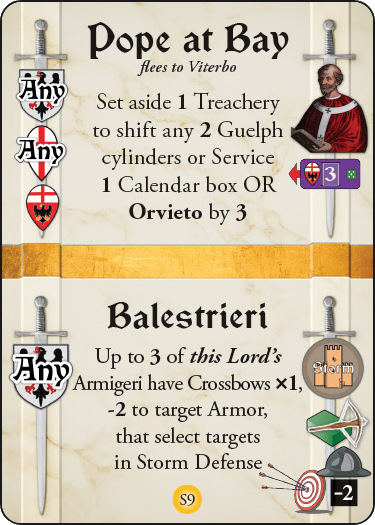 Pope at Bay
flees to Viterbo
Any
Any
Set aside 1 Treachery
to shift any 2 Guelph
cylinders or Service
1 Calendar box OR
Orvieto by 3
3
Balestrieri
Any
Storm
Up to 3 of this Lord's
Armigeri have Crossbows ×1,
-2 to target Armor,
that select targets
in Storm Defense
S9
-2